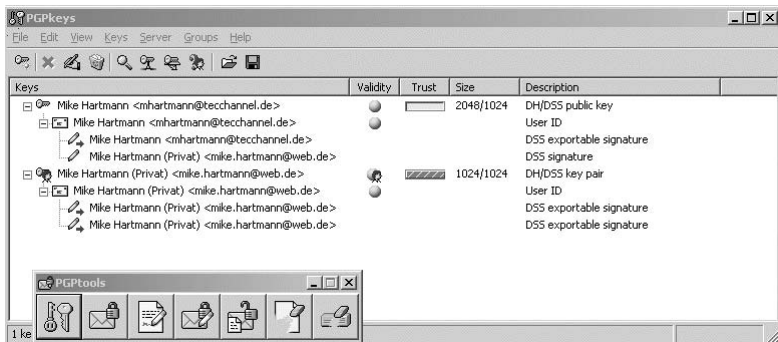 PGPkeys
File Edit View Keys Server Groups Help
Keys Validity Trust Size Description
Mike Hartmann <mhartmann@tecchannel.de> 2048/1024 DH/DSS public key
Mike Hartmann <mhartmann@tecchannel.de> User ID
Mike Hartmann <mhartmann@tecchannel.de> DSS exportable signature
Mike Hartmann (Privat) <mike.hartmann@web.de> DSS signature
Mike Hartmann (Privat) <mike.hartmann@web.de> 1024/1024 DH/DSS key pair
Mike Hartmann (Privat) <mike.hartmann@web.de> User ID
Mike Hartmann (Privat) <mike.hartmann@web.de> DSS exportable signature
Mike Hartmann (Privat) <mike.hartmann@web.de> DSS exportable signature
PGPtools
1 ke